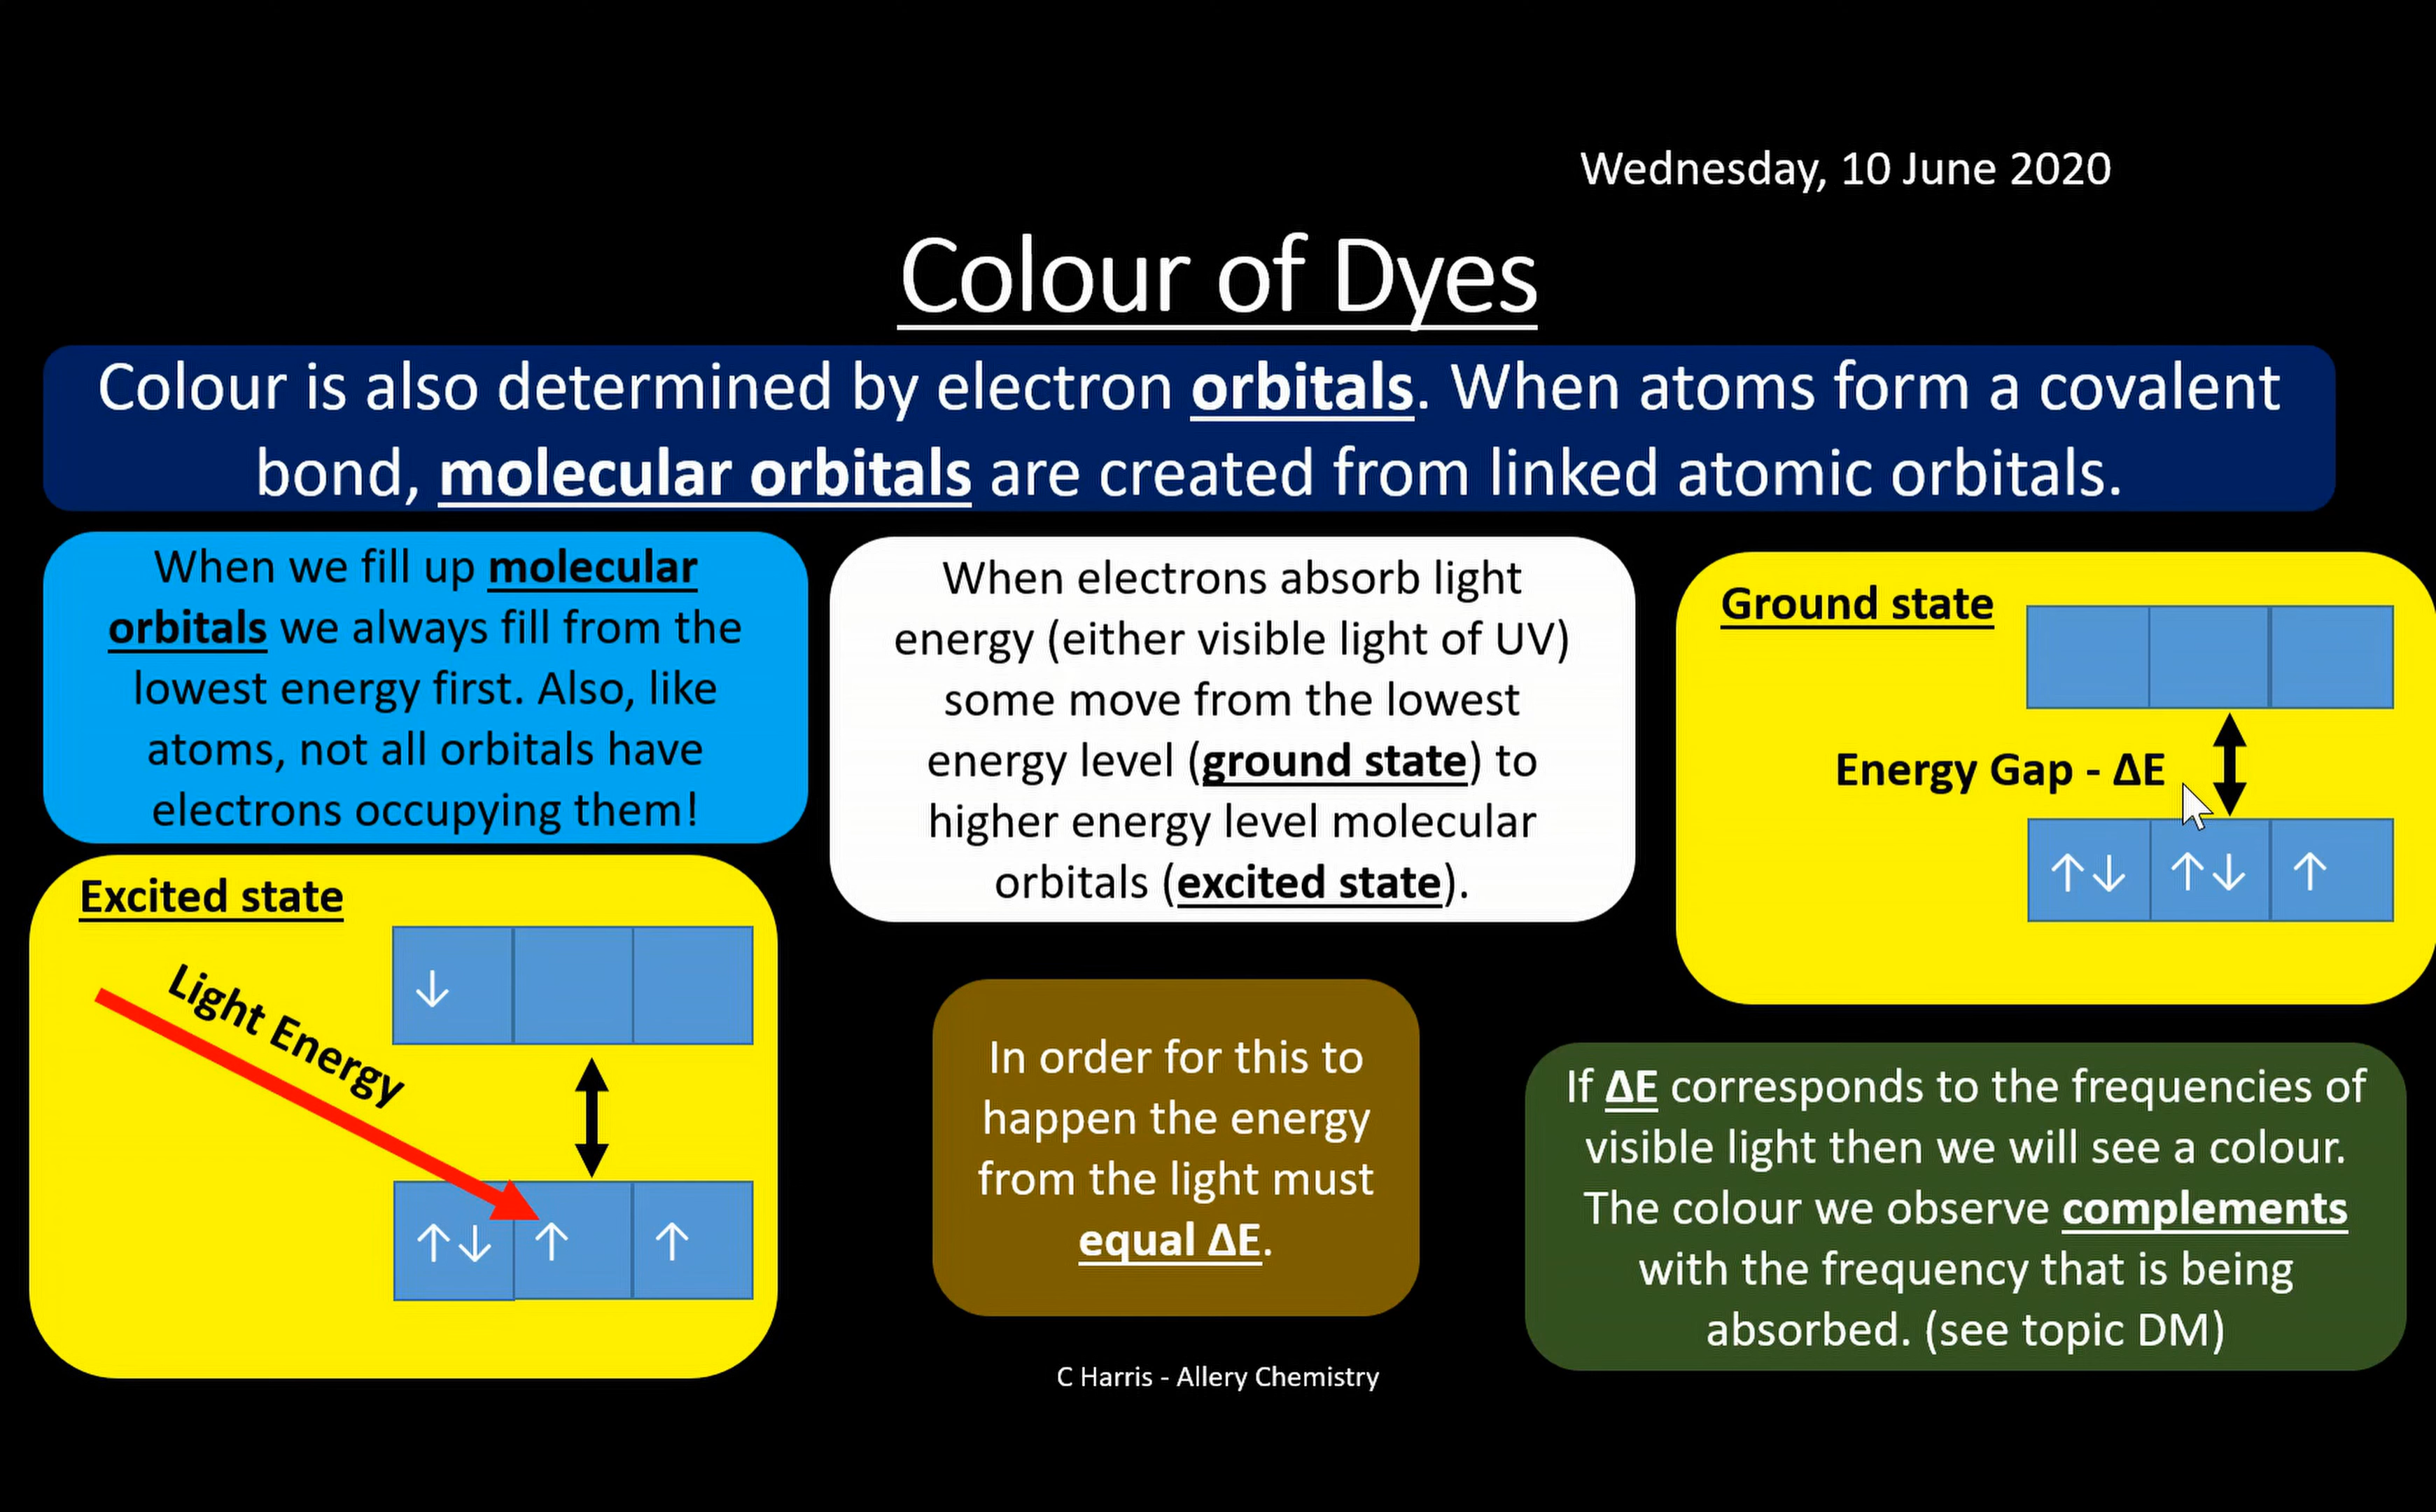 Wednesday, 10 June 2020
Colour of Dyes
Colour is also determined by electron orbitals. When atoms form a covalent
bond, molecular orbitals are created from linked atomic orbitals.
When we fill up molecular
orbitals we always fill from the
lowest energy first. Also, like
atoms, not all orbitals have
electrons occupying them!
When electrons absorb light
energy (either visible light of UV)
some move from the lowest
energy level (ground state) to
higher energy level molecular
orbitals (excited state).
Ground state
Energy Gap - ΔE
↑↓ ↑↓ ↑
Excited state
Light Energy
↓
↑↓ ↑ ↑
In order for this to
happen the energy
from the light must
equal ΔE.
If ΔE corresponds to the frequencies of
visible light then we will see a colour.
The colour we observe complements
with the frequency that is being
absorbed. (see topic DM)
C Harris - Allery Chemistry